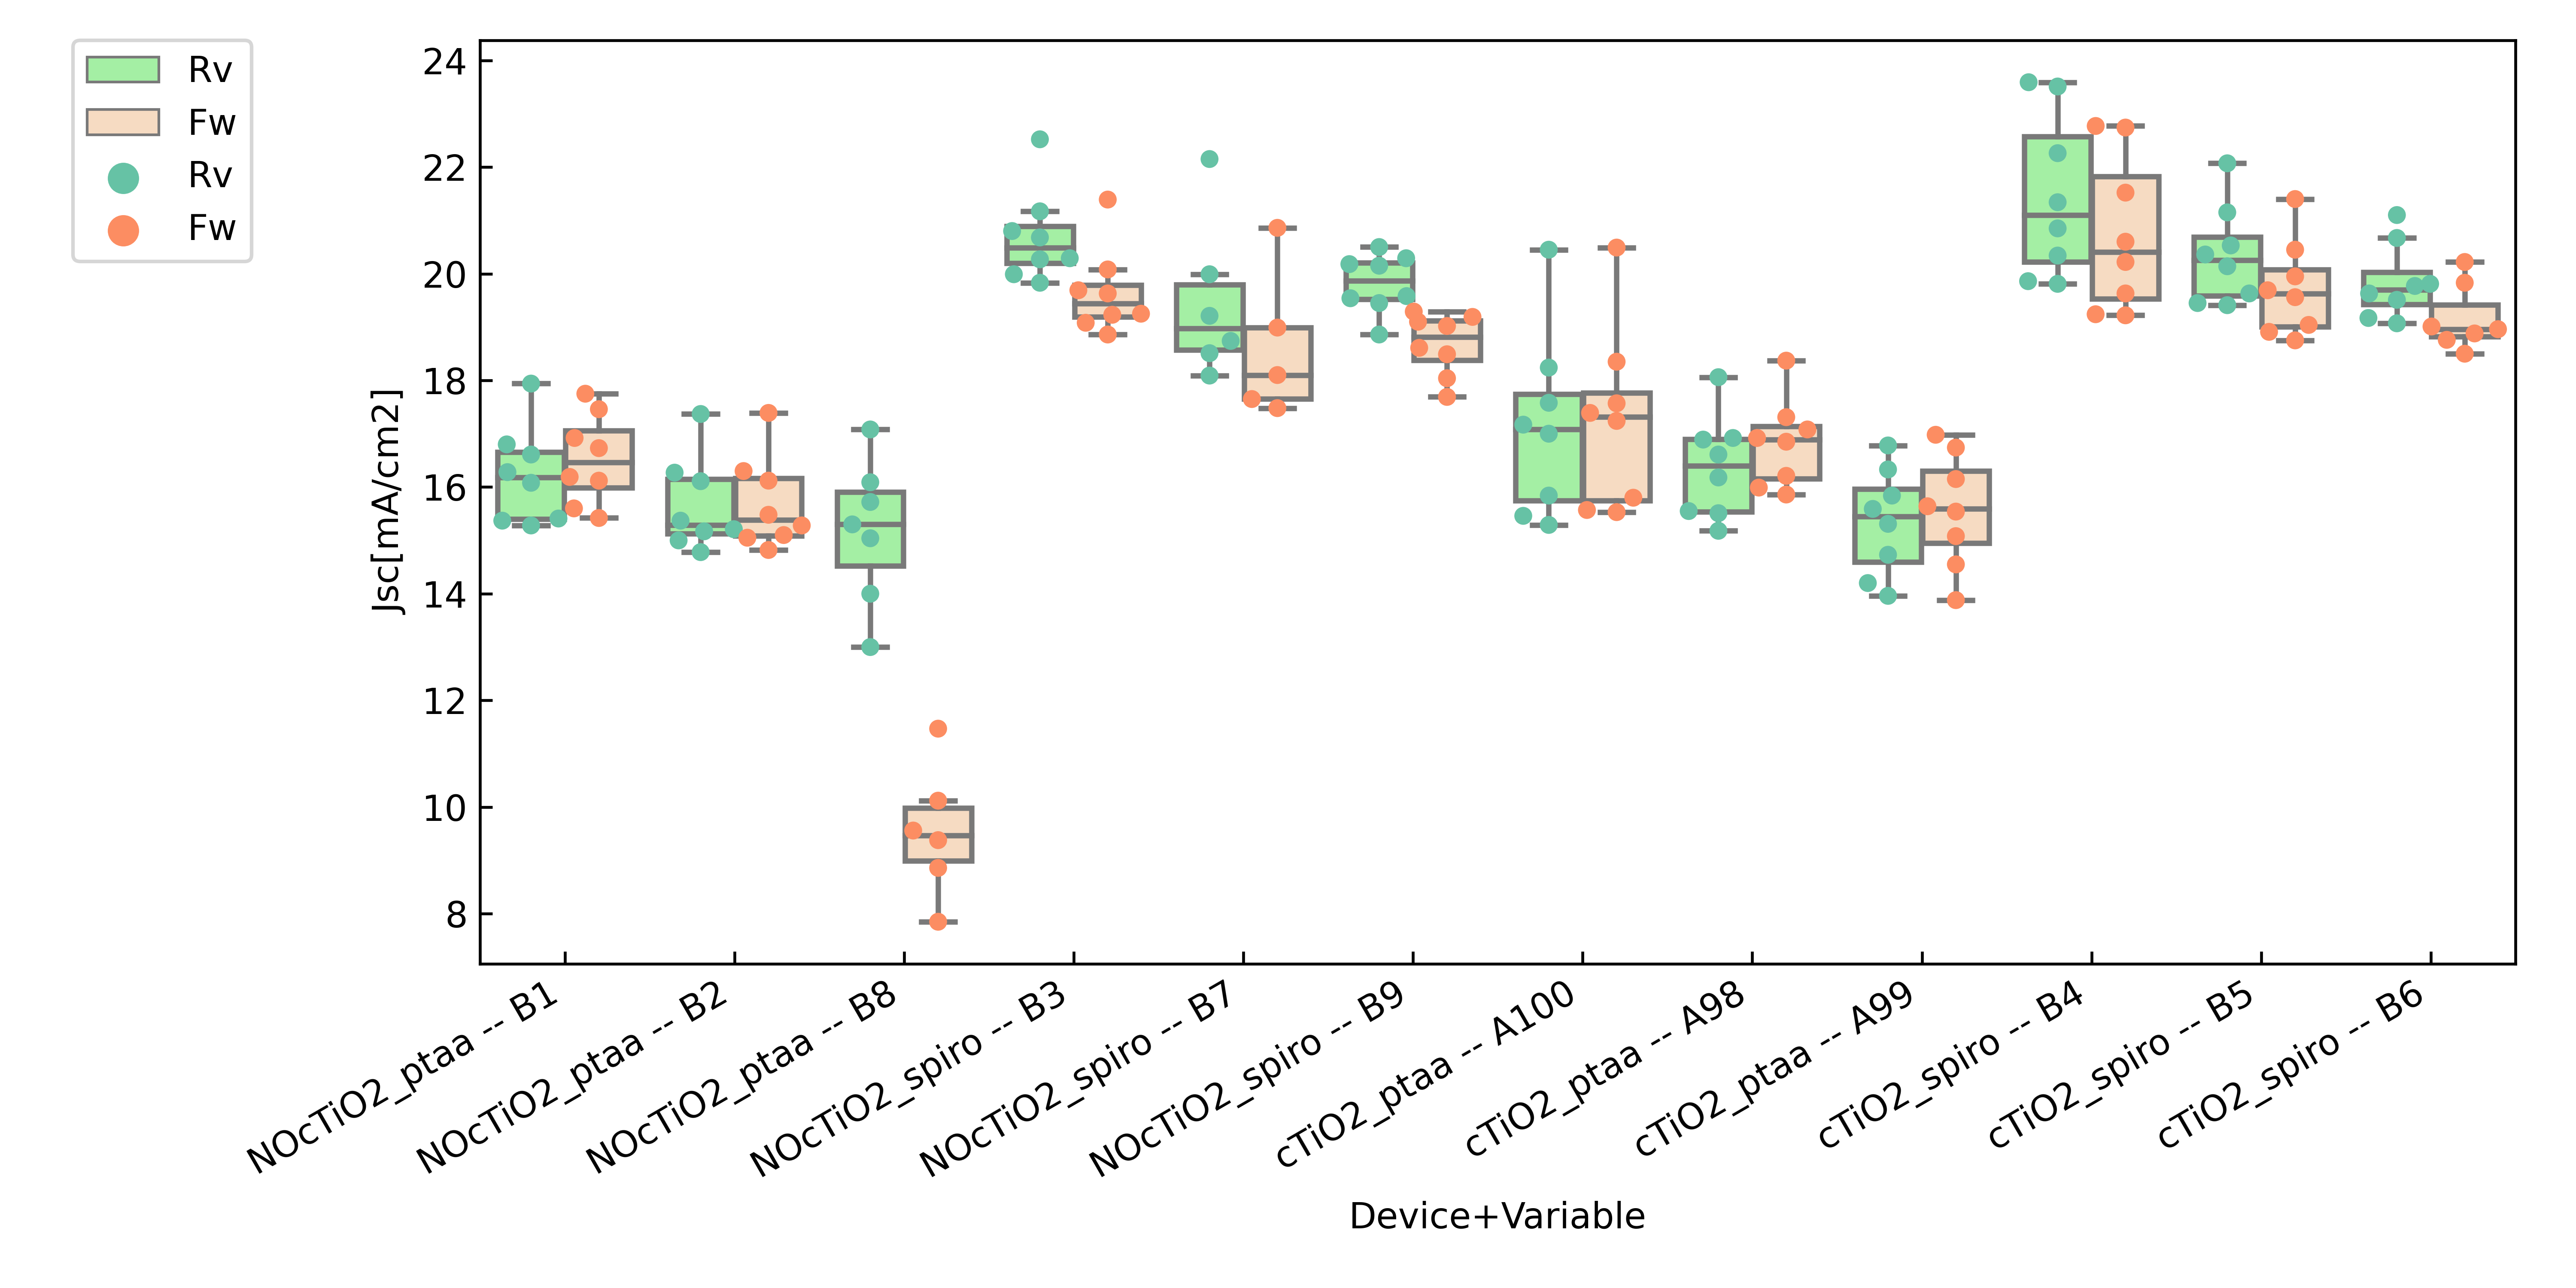 Rv
Fw
Rv
Fw
24
22
20
18
16
14
12
10
8
Jsc[mA/cm2]
NOcTiO2_ptaa -- B1
NOcTiO2_ptaa -- B2
NOcTiO2_ptaa -- B8
NOcTiO2_spiro -- B3
NOcTiO2_spiro -- B7
NOcTiO2_spiro -- B9
cTiO2_ptaa -- A100
cTiO2_ptaa -- A98
cTiO2_ptaa -- A99
cTiO2_spiro -- B4
cTiO2_spiro -- B5
cTiO2_spiro -- B6
Device+Variable